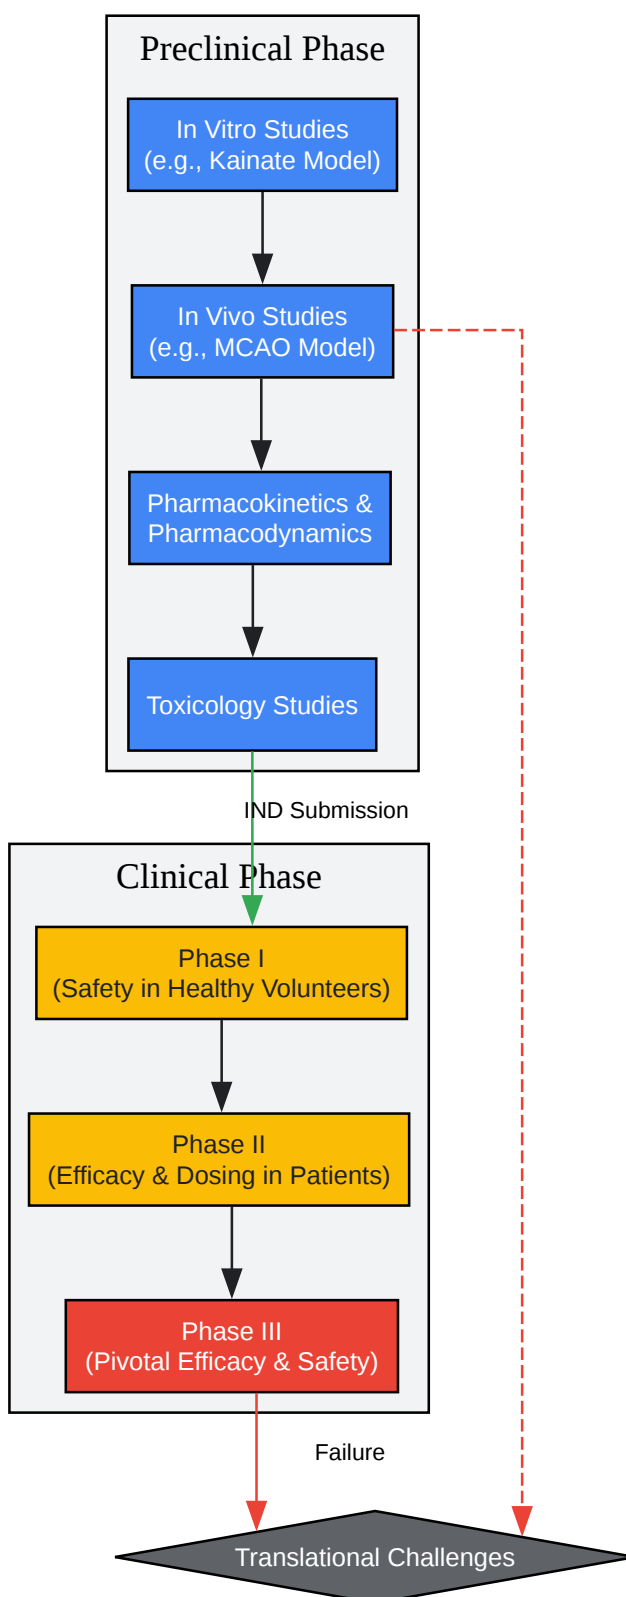 Preclinical Phase
In Vitro Studies
(e.g., Kainate Model)
In Vivo Studies
(e.g., MCAO Model)
Pharmacokinetics &
Pharmacodynamics
Toxicology Studies
IND Submission
Clinical Phase
Phase I
(Safety in Healthy Volunteers)
Phase II
(Efficacy & Dosing in Patients)
Phase III
(Pivotal Efficacy & Safety)
Failure
Translational Challenges